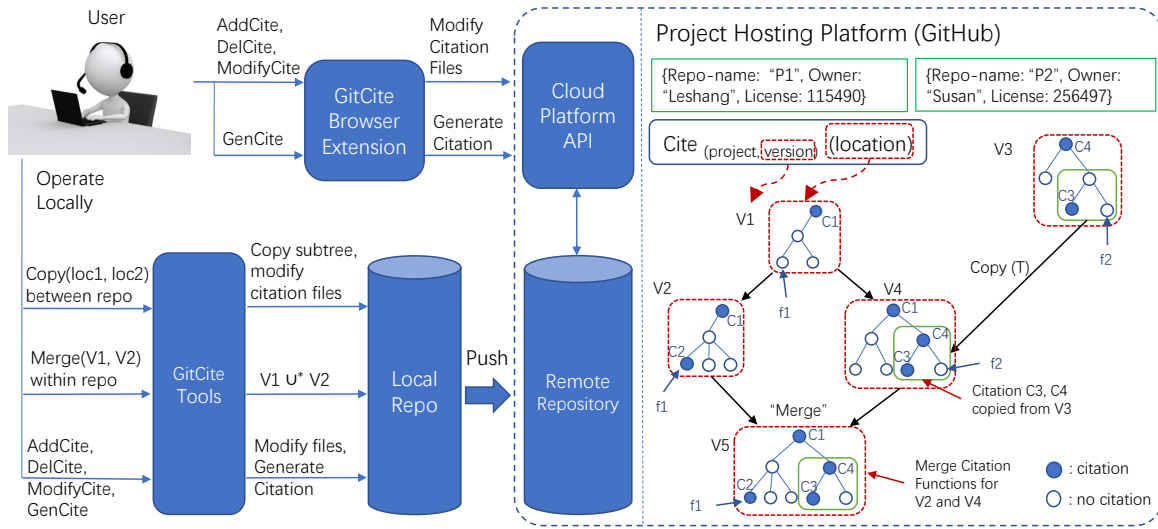 User
AddCite,
DelCite,
ModifyCite
GenCite
GitCite
Browser
Extension
Modify
Citation
Files
Generate
Citation
Cloud
Platform
API
Operate
Locally
Copy(loc1, loc2)
between repo
Merge(V1, V2)
within repo
AddCite,
DelCite,
ModifyCite,
GenCite
GitCite
Tools
Copy subtree,
modify
citation files
V1 ∪* V2
Modify files,
Generate
Citation
Local
Repo
Push
Remote
Repository
Project Hosting Platform (GitHub)
{Repo-name: “P1”, Owner:
“Leshang”, License: 115490}
{Repo-name: “P2”, Owner:
“Susan”, License: 256497}
Cite (project, version) (location)
V1
C1
f1
V3
C4
C3
f2
Copy (T)
V2
C1
C2
f1
V4
C1
C4
C3
f2
Citation C3, C4
copied from V3
“Merge”
V5
C1
C2
C4
C3
f1
Merge Citation
Functions for
V2 and V4
: citation
: no citation